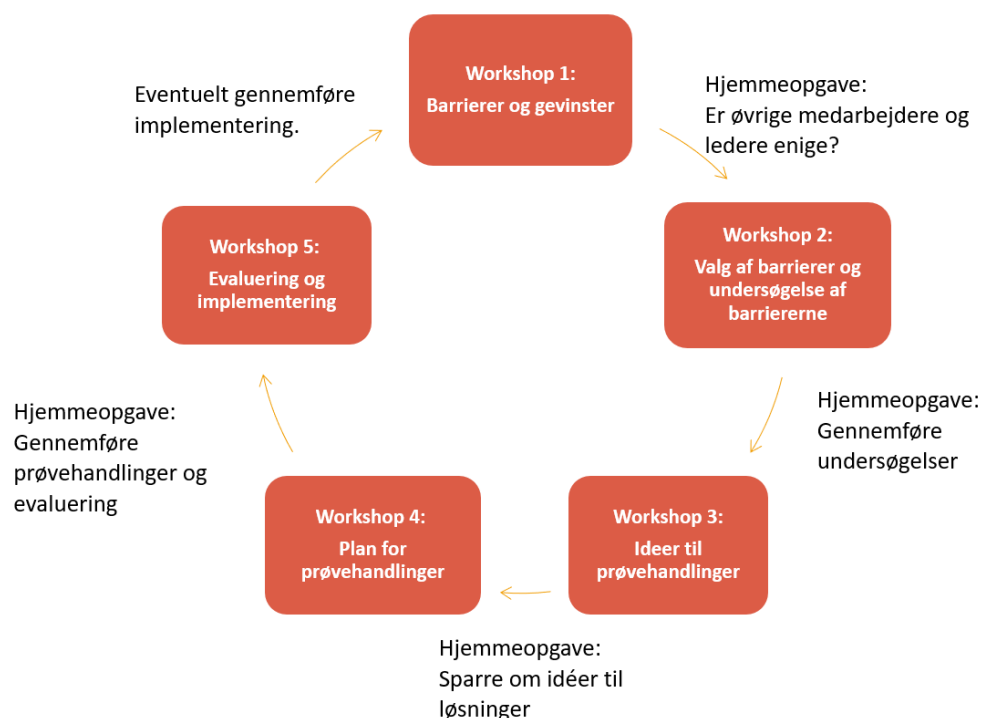 Workshop 1:
Barrierer og gevinster
Hjemmeopgave:
Er øvrige medarbejdere og
ledere enige?
Workshop 2:
Valg af barrierer og
undersøgelse af
barriererne
Hjemmeopgave:
Gennemføre
undersøgelser
Workshop 3:
Ideer til
prøvehandlinger
Hjemmeopgave:
Sparre om idéer til
løsninger
Workshop 4:
Plan for
prøvehandlinger
Hjemmeopgave:
Gennemføre
prøvehandlinger og
evaluering
Workshop 5:
Evaluering og
implementering
Eventuelt gennemføre
implementering.